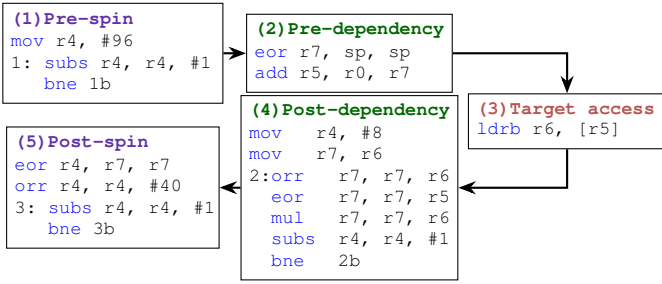 (1)Pre-spin
mov r4, #96
1: subs r4, r4, #1
bne 1b
(2)Pre-dependency
eor r7, sp, sp
add r5, r0, r7
(3)Target access
ldrb r6, [r5]
(4)Post-dependency
mov r4, #8
mov r7, r6
2:orr r7, r7, r6
eor r7, r7, r5
mul r7, r7, r6
subs r4, r4, #1
bne 2b
(5)Post-spin
eor r4, r7, r7
orr r4, r4, #40
3: subs r4, r4, #1
bne 3b